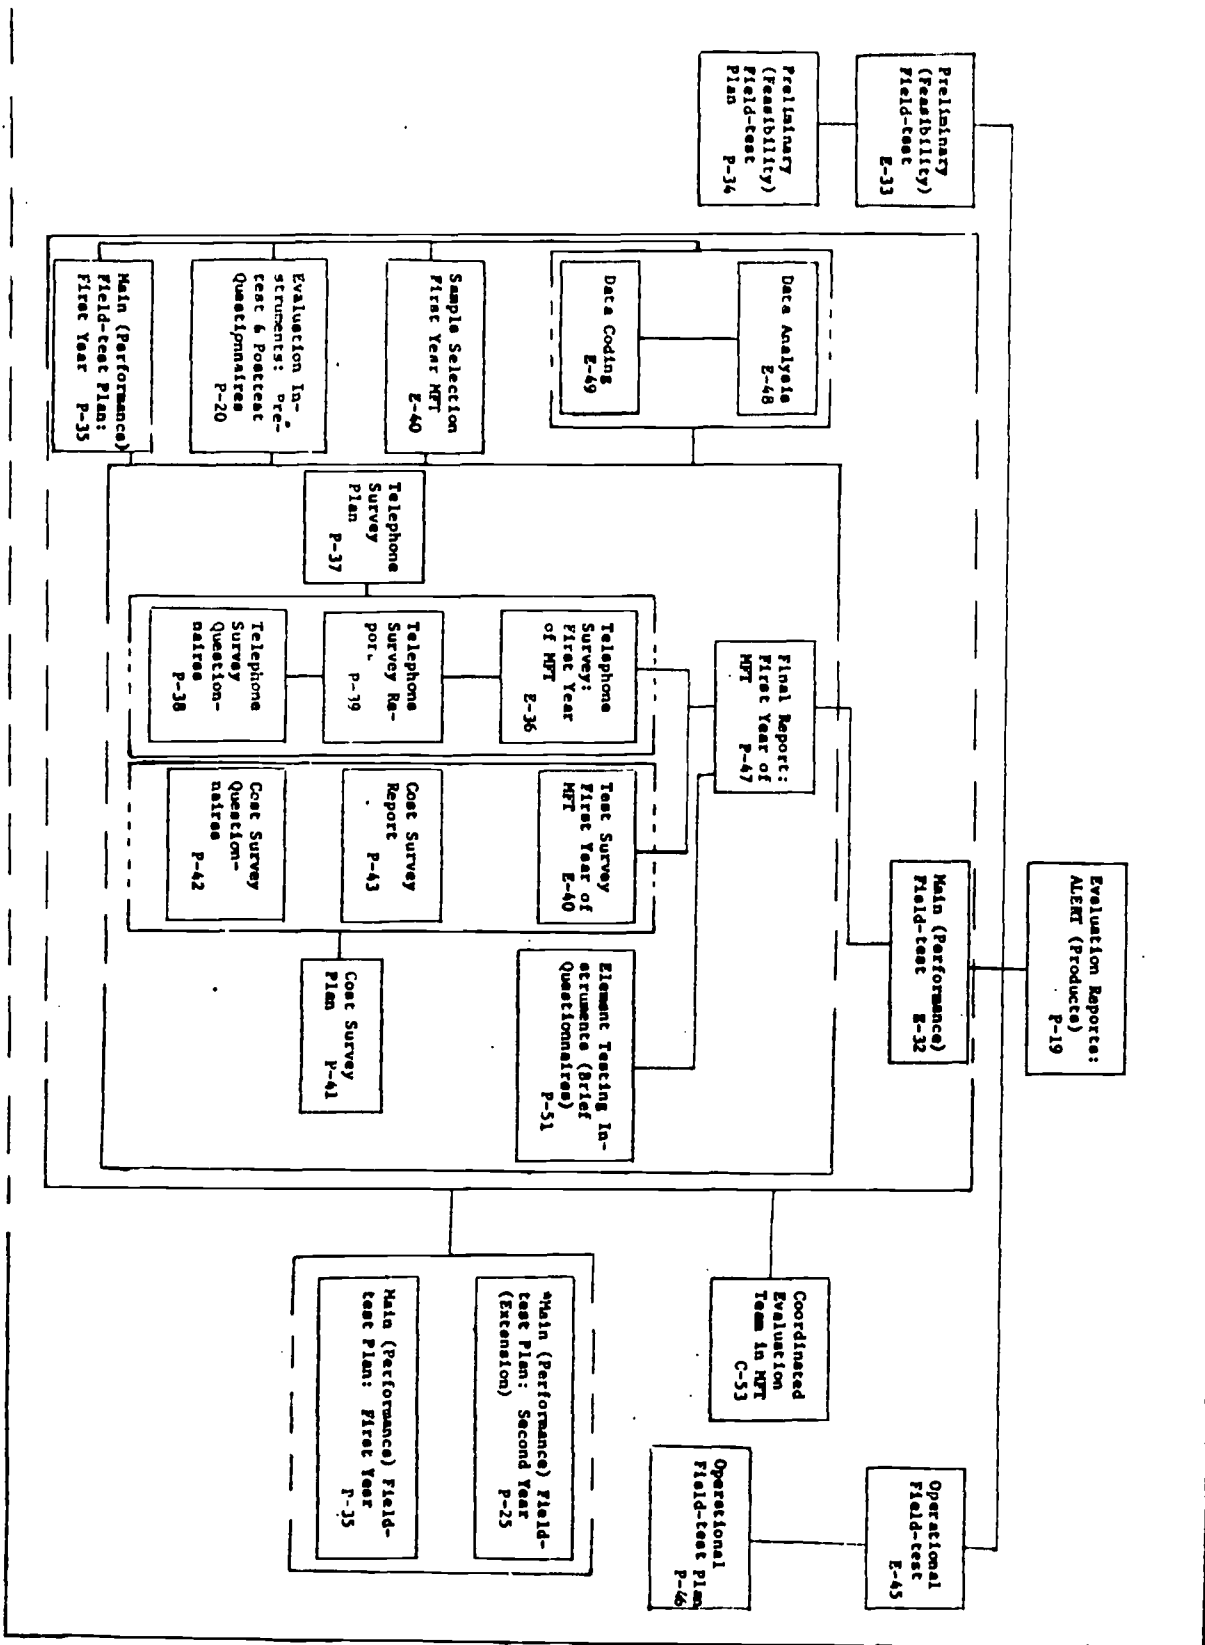 Evaluation Reports:
ALERT (Products)
P-19
Preliminary
(Feasibility)
Field-test
E-33
Main (Performance)
Field-test E-32
Operational
Field-test
E-45
Preliminary
(Feasibility)
Field-test
Plan
P-34
Final Report:
First Year of
MFT P-47
Coordinated
Evaluation
Team in MFT
C-53
Operational
Field-test Plan
P-46
Data Analysis
E-48
Data Coding
E-49
Telephone
Survey:
First Year
of MFT
E-36
Test Survey
First Year of
MFT E-40
Element Testing In-
struments (Brief
Questionnaires)
P-51
*Main (Performance) Field-
test Plan: Second Year
(Extension) P-25
Sample Selection
First Year MFT
E-40
Telephone
Survey
Plan
P-37
Telephone
Survey Re-
P-39
Cost Survey
Report
P-43
Cost Survey
Plan P-41
Main (Performance) Field-
test Plan: First Year
P-35
Evaluation In-
struments: Pre-
test & Posttest
Questionnaires
P-20
Telephone
Survey
Question-
naires
P-38
Cost Survey
Question-
naires
P-42
Main (Performance)
Field-test Plan:
First Year P-35